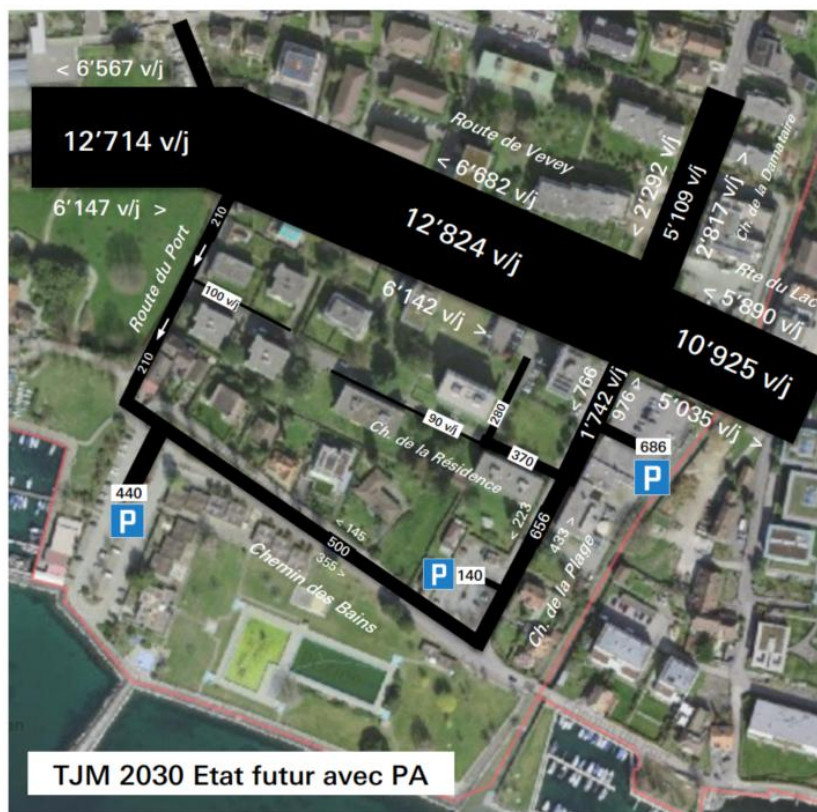 < 6'567 v/j
12'714 v/j
6'147 v/j >
Route de Vevey
< 6'682 v/j
12'824 v/j
6'142 v/j >
< 2'292 v/j
5'109 v/j
2'817 v/j >
Ch. de la Damataire
Rte du Lac
< 5'890 v/j
10'925 v/j
5'035 v/j >
210
Route du Port
100 v/j
210
< 766
1'742 v/j
976 >
280
90 v/j
Ch. de la Résidence
370
686
P
440
P
< 145
500
355 >
Chemin des Bains
< 223
656
433 >
P 140
Ch. de la Plage
TJM 2030 Etat futur avec PA